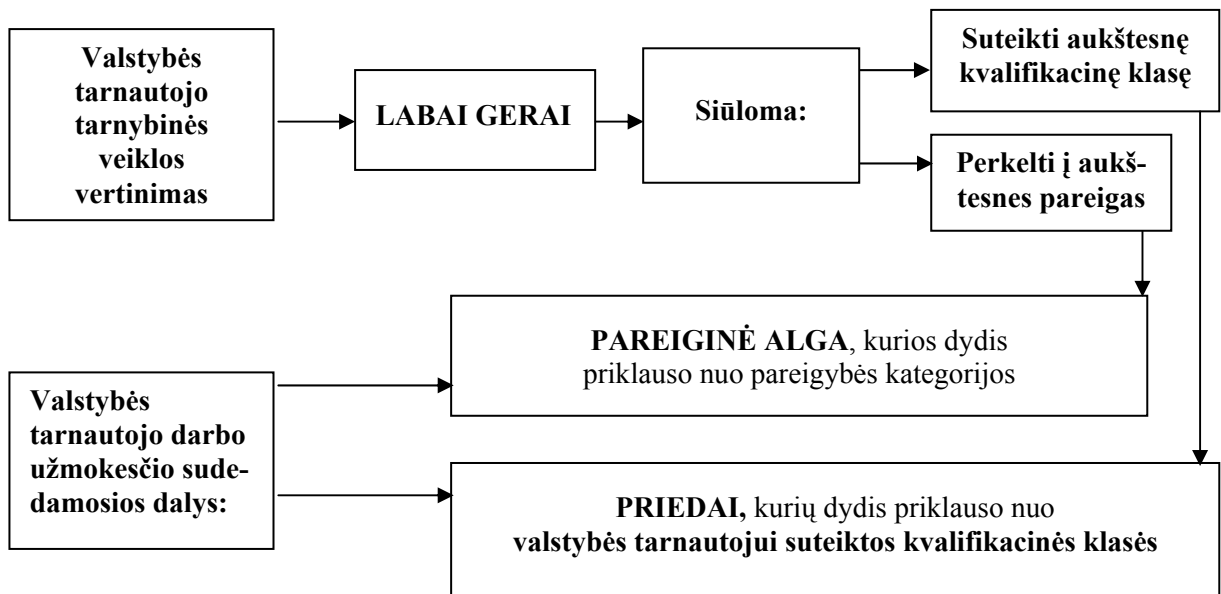 Valstybės
tarnautojo
tarnybinės
veiklos
vertinimas
LABAI GERAI
Siūloma:
Suteikti aukštesnę
kvalifikacinę klasę
Perkelti į aukš-
tesnes pareigas
PAREIGINĖ ALGA, kurios dydis
priklauso nuo pareigybės kategorijos
Valstybės
tarnautojo darbo
užmokesčio sude-
damosios dalys:
PRIEDAI, kurių dydis priklauso nuo
valstybės tarnautojui suteiktos kvalifikacinės klasės